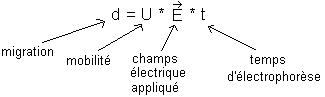 d = U * E * t
migration
mobilité
champs
électrique
appliqué
temps
d'électrophorèse